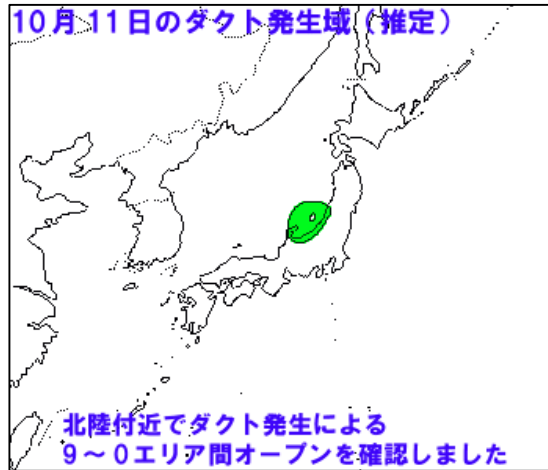 10月11日のダクト発生域(推定)
北陸付近でダクト発生による
9~0エリア間オープンを確認しました